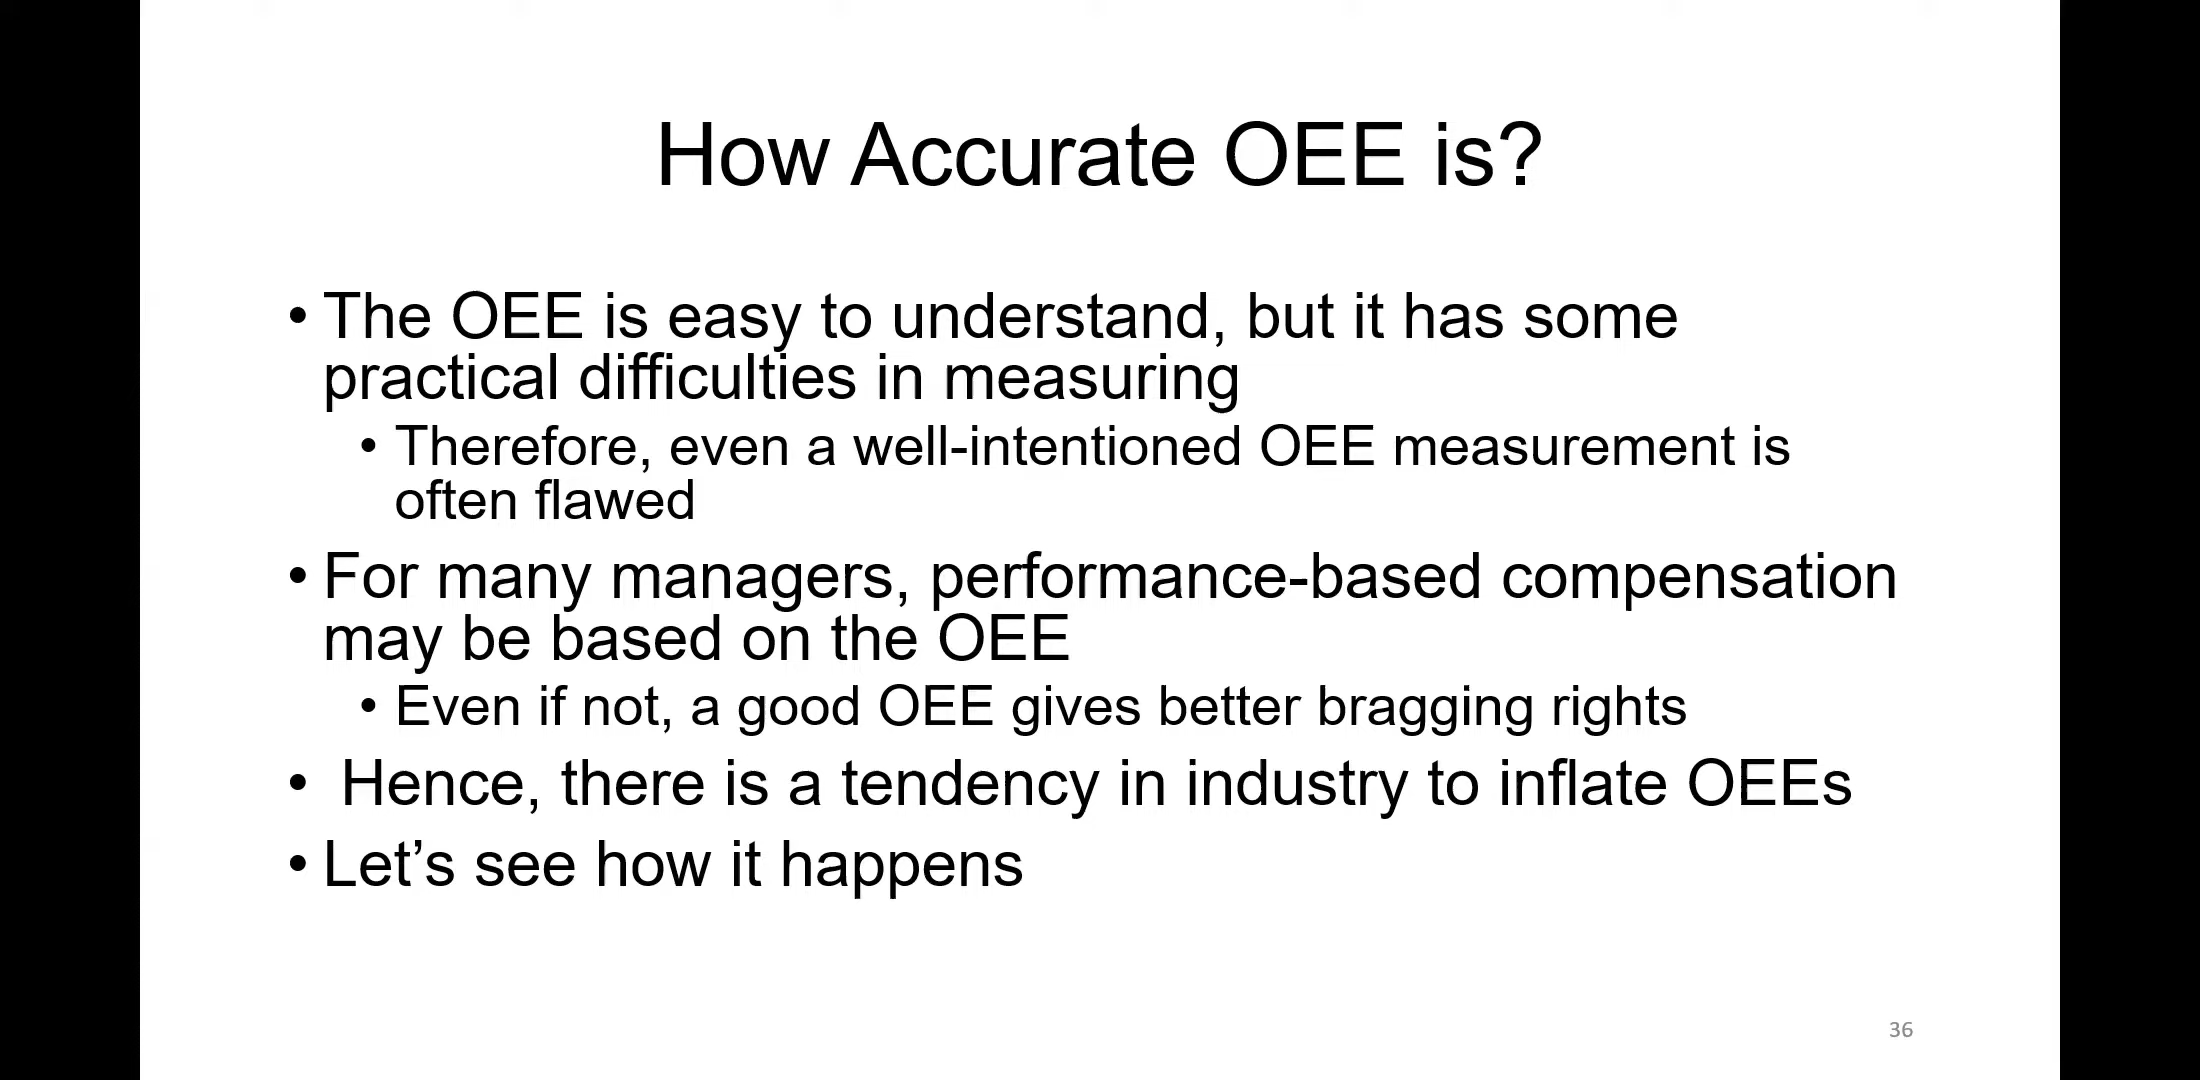 How Accurate OEE is?
• The OEE is easy to understand, but it has some
practical difficulties in measuring
• Therefore, even a well-intentioned OEE measurement is
often flawed
• For many managers, performance-based compensation
may be based on the OEE
• Even if not, a good OEE gives better bragging rights
• Hence, there is a tendency in industry to inflate OEEs
• Let’s see how it happens
36